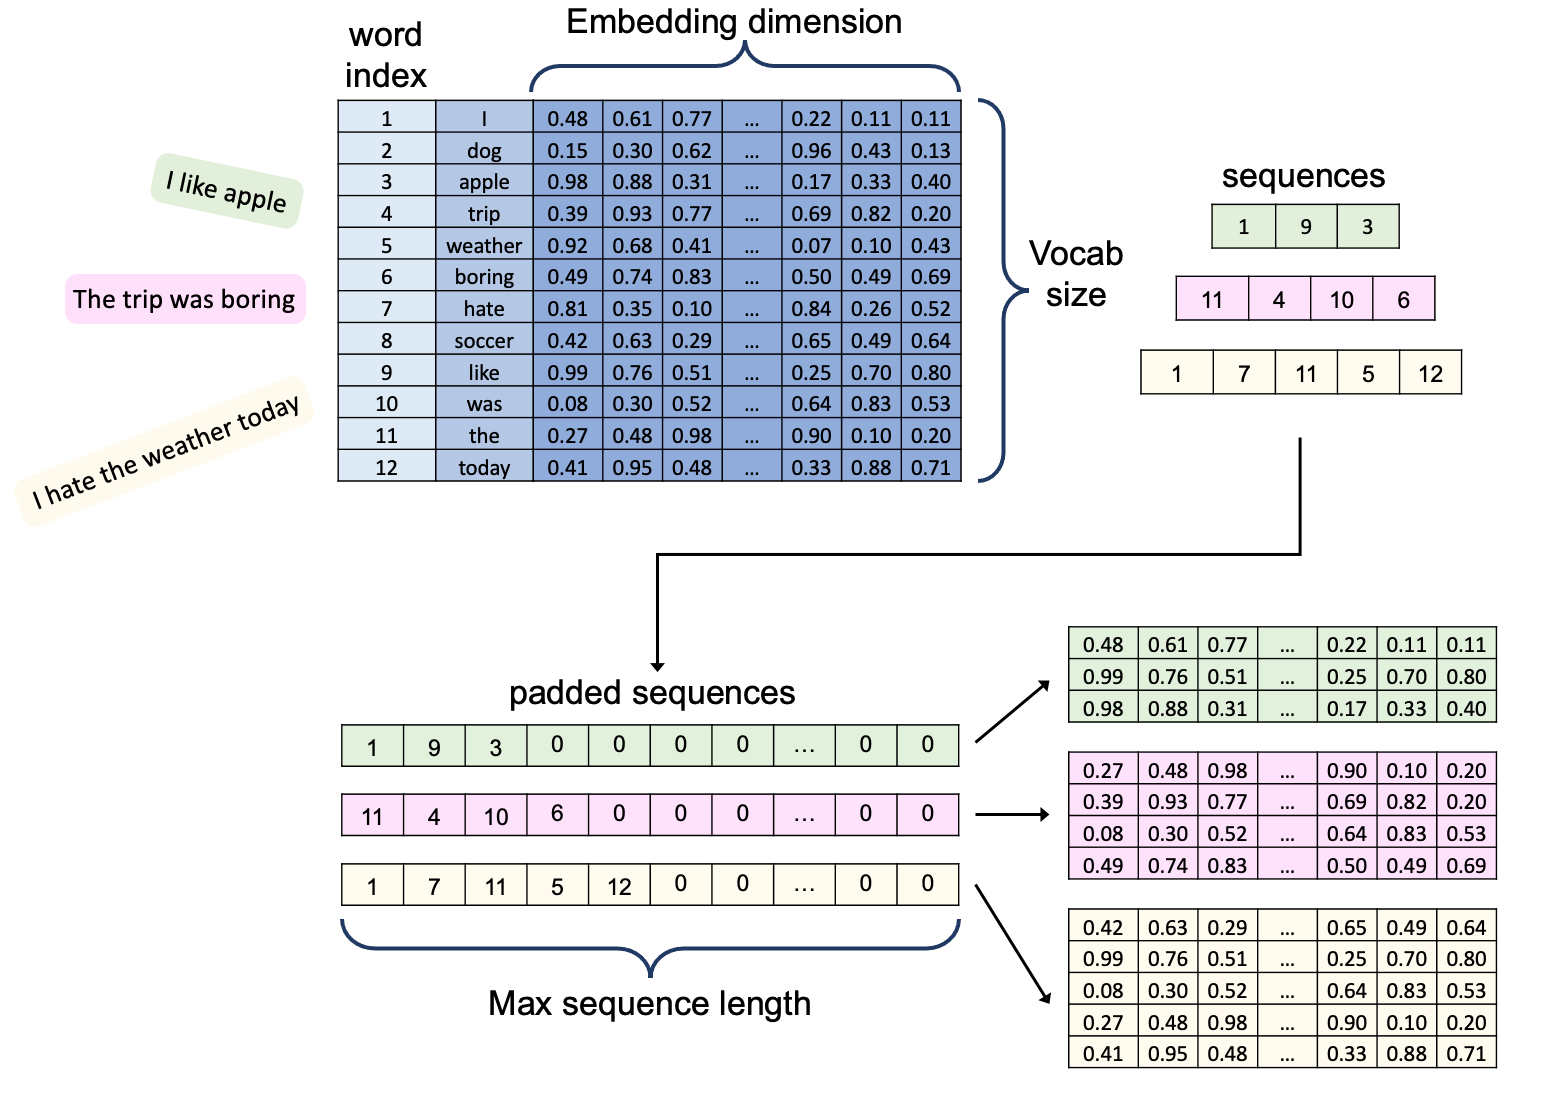 Embedding dimension
word
index
1 I 0.48 0.61 0.77 ... 0.22 0.11 0.11
2 dog 0.15 0.30 0.62 ... 0.96 0.43 0.13
3 apple 0.98 0.88 0.31 ... 0.17 0.33 0.40
4 trip 0.39 0.93 0.77 ... 0.69 0.82 0.20
5 weather 0.92 0.68 0.41 ... 0.07 0.10 0.43
6 boring 0.49 0.74 0.83 ... 0.50 0.49 0.69
7 hate 0.81 0.35 0.10 ... 0.84 0.26 0.52
8 soccer 0.42 0.63 0.29 ... 0.65 0.49 0.64
9 like 0.99 0.76 0.51 ... 0.25 0.70 0.80
10 was 0.08 0.30 0.52 ... 0.64 0.83 0.53
11 the 0.27 0.48 0.98 ... 0.90 0.10 0.20
12 today 0.41 0.95 0.48 ... 0.33 0.88 0.71
I like apple
The trip was boring
I hate the weather today
Vocab
size
sequences
1 9 3
11 4 10 6
1 7 11 5 12
padded sequences
1 9 3 0 0 0 0 ... 0 0
11 4 10 6 0 0 0 ... 0 0
1 7 11 5 12 0 0 ... 0 0
Max sequence length
0.48 0.61 0.77 ... 0.22 0.11 0.11
0.99 0.76 0.51 ... 0.25 0.70 0.80
0.98 0.88 0.31 ... 0.17 0.33 0.40
0.27 0.48 0.98 ... 0.90 0.10 0.20
0.39 0.93 0.77 ... 0.69 0.82 0.20
0.08 0.30 0.52 ... 0.64 0.83 0.53
0.49 0.74 0.83 ... 0.50 0.49 0.69
0.42 0.63 0.29 ... 0.65 0.49 0.64
0.99 0.76 0.51 ... 0.25 0.70 0.80
0.08 0.30 0.52 ... 0.64 0.83 0.53
0.27 0.48 0.98 ... 0.90 0.10 0.20
0.41 0.95 0.48 ... 0.33 0.88 0.71